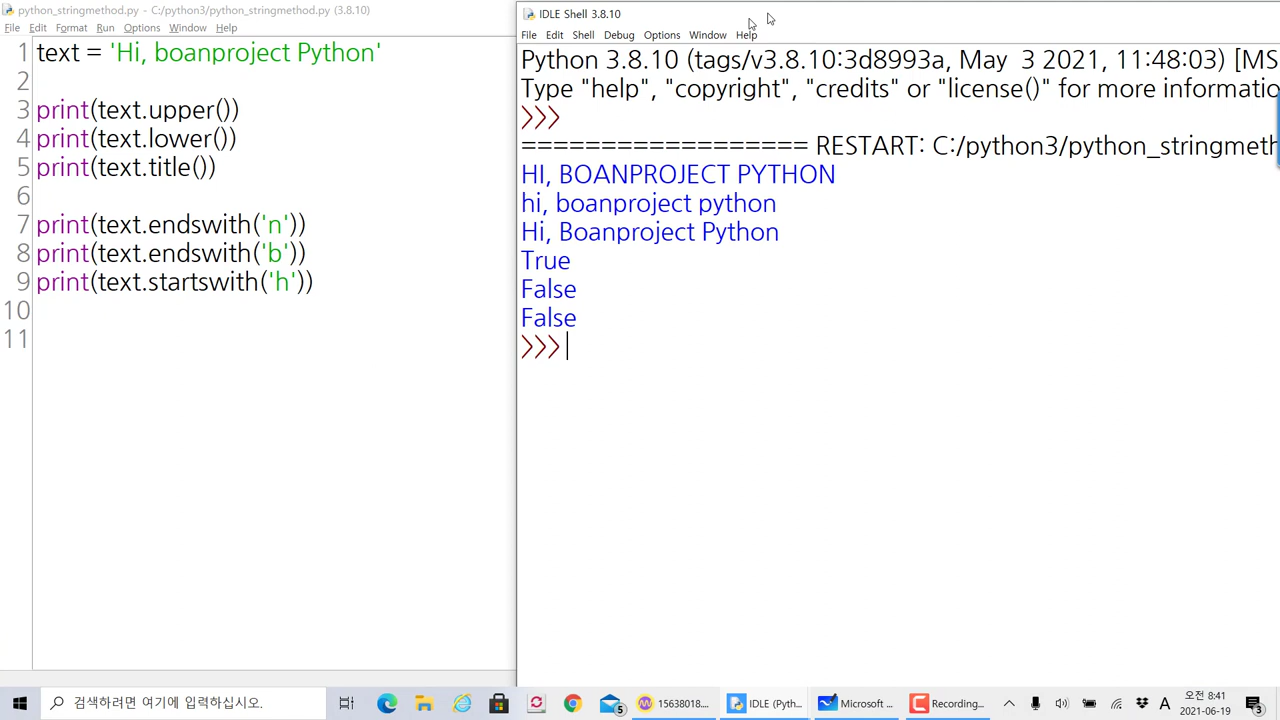 python_stringmethod.py - C:/python3/python_stringmethod.py (3.8.10)
File Edit Format Run Options Window Help
1 text = 'Hi, boanproject Python'
2
3 print(text.upper())
4 print(text.lower())
5 print(text.title())
6
7 print(text.endswith('n'))
8 print(text.endswith('b'))
9 print(text.startswith('h'))
10
11
IDLE Shell 3.8.10
File Edit Shell Debug Options Window Help
Python 3.8.10 (tags/v3.8.10:3d8993a, May 3 2021, 11:48:03) [MS
Type "help", "copyright", "credits" or "license()" for more informatio
>>>
================== RESTART: C:/python3/python_stringmeth
HI, BOANPROJECT PYTHON
hi, boanproject python
Hi, Boanproject Python
True
False
False
>>>
검색하려면 여기에 입력하십시오.
5
15638018...
IDLE (Pyth...
Microsoft ...
Recording...
A
오전 8:41
2021-06-19
3